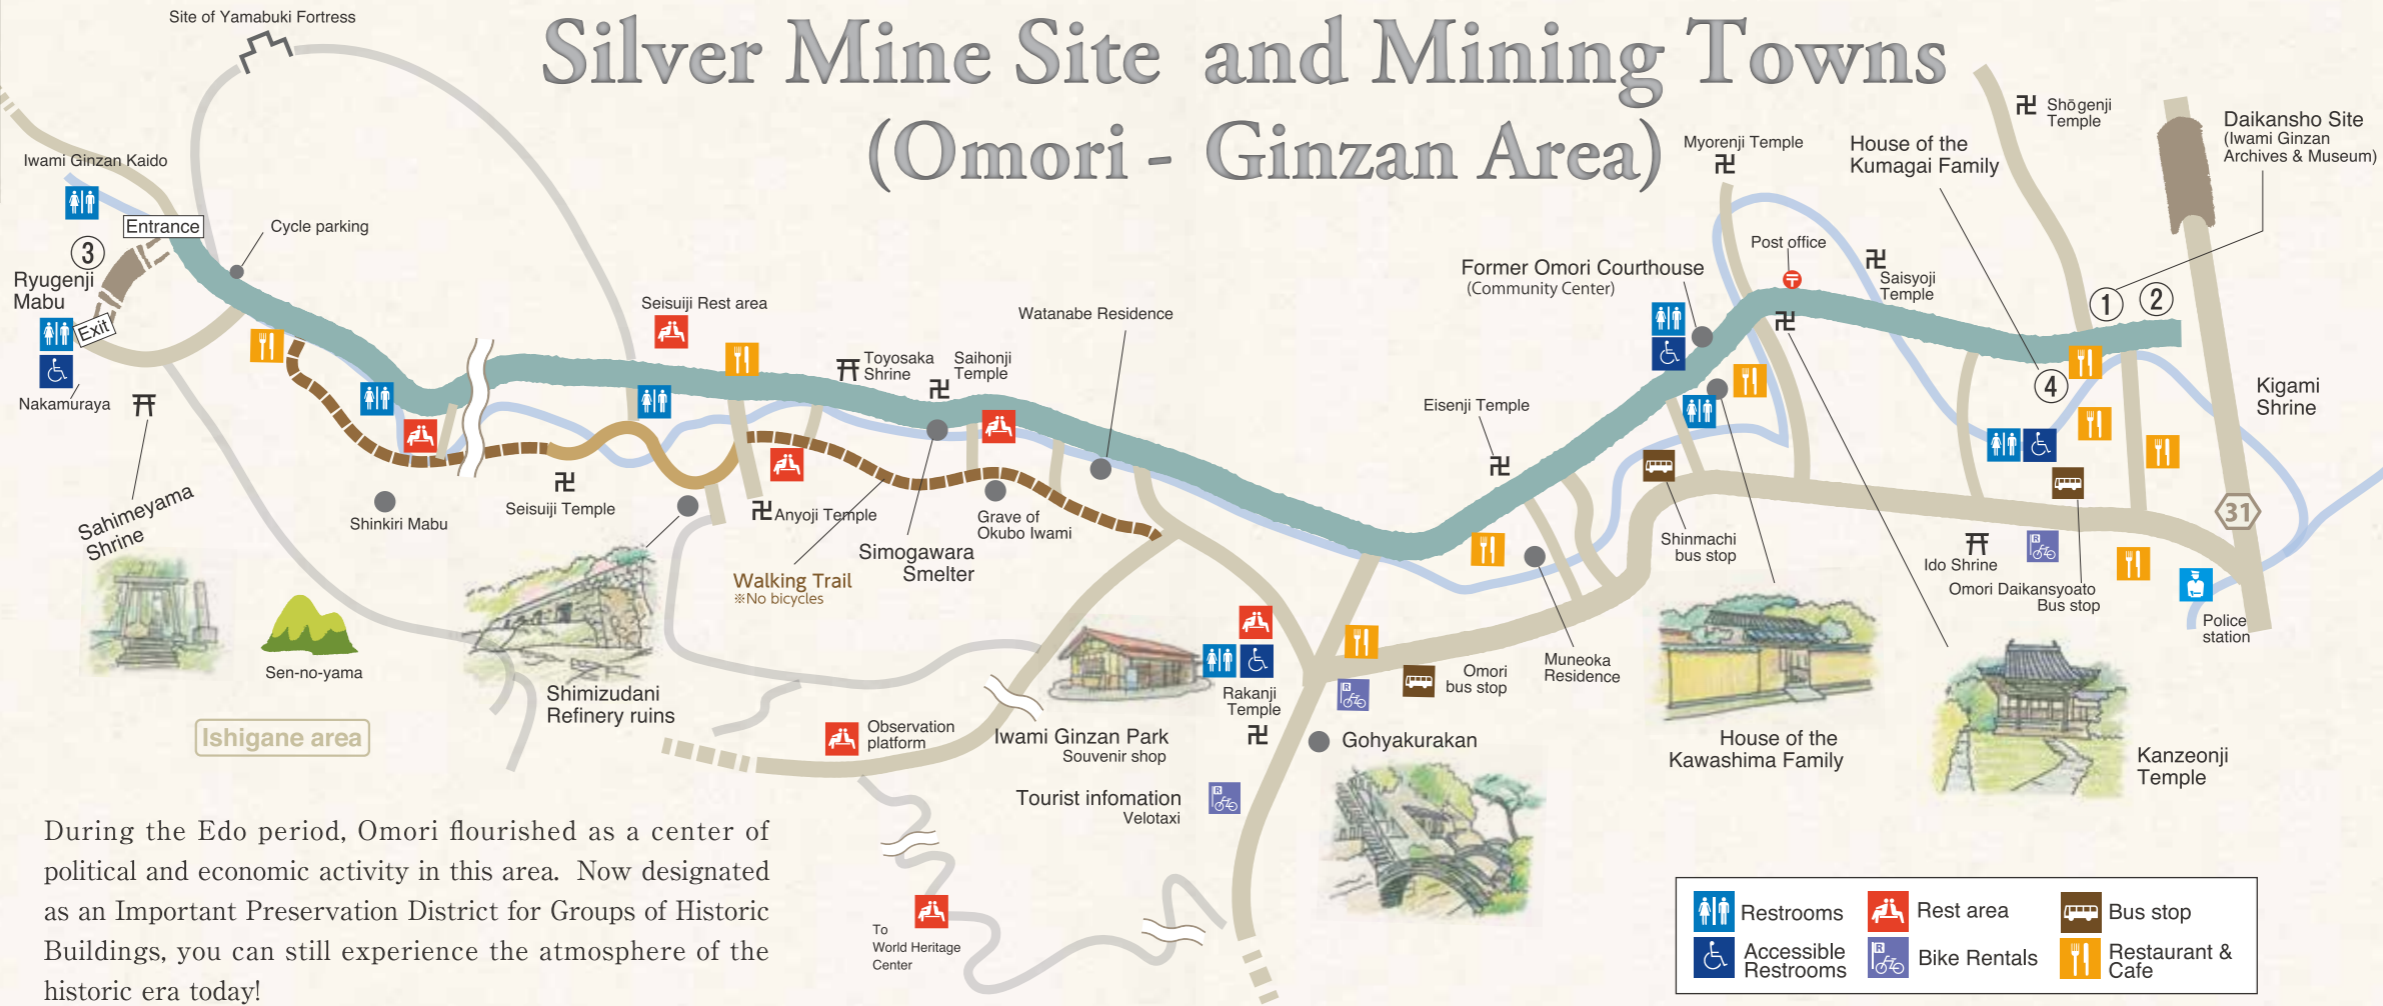 Silver Mine Site and Mining Towns
(Omori - Ginzan Area)
Site of Yamabuki Fortress
Iwami Ginzan Kaido
Entrance
Cycle parking
3
Ryugenji
Mabu
Exit
Nakamuraya
Sahimeyama
Shrine
Sen-no-yama
Ishigane area
Shinkiri Mabu
Seisuiji Temple
Shimizudani
Refinery ruins
Seisuiji Rest area
Anyoji Temple
Walking Trail
※No bicycles
Toyosaka
Shrine
Saihonji
Temple
Simogawara
Smelter
Grave of
Okubo Iwami
Watanabe Residence
Observation
platform
Iwami Ginzan Park
Souvenir shop
Tourist infomation
Velotaxi
R
To
World Heritage
Center
Rakanji
Temple
R
Gohyakurakan
Omori
bus stop
Muneoka
Residence
Eisenji Temple
Former Omori Courthouse
(Community Center)
Shinmachi
bus stop
House of the
Kawashima Family
Myorenji Temple
Post office
〒
Saisyoji
Temple
House of the
Kumagai Family
Shōgenji
Temple
Daikansho Site
(Iwami Ginzan
Archives & Museum)
1
2
4
Kigami
Shrine
31
Ido Shrine
R
Omori Daikansyoato
Bus stop
Police
station
Kanzeonji
Temple
During the Edo period, Omori flourished as a center of
political and economic activity in this area. Now designated
as an Important Preservation District for Groups of Historic
Buildings, you can still experience the atmosphere of the
historic era today!
Restrooms
Rest area
Bus stop
Accessible
Restrooms
R
Bike Rentals
Restaurant &
Cafe